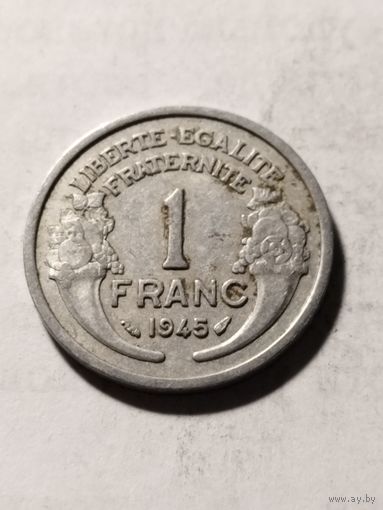 LIBERTE·EGALITE
FRATERNITE
1
FRANC
1945
www.ay.by